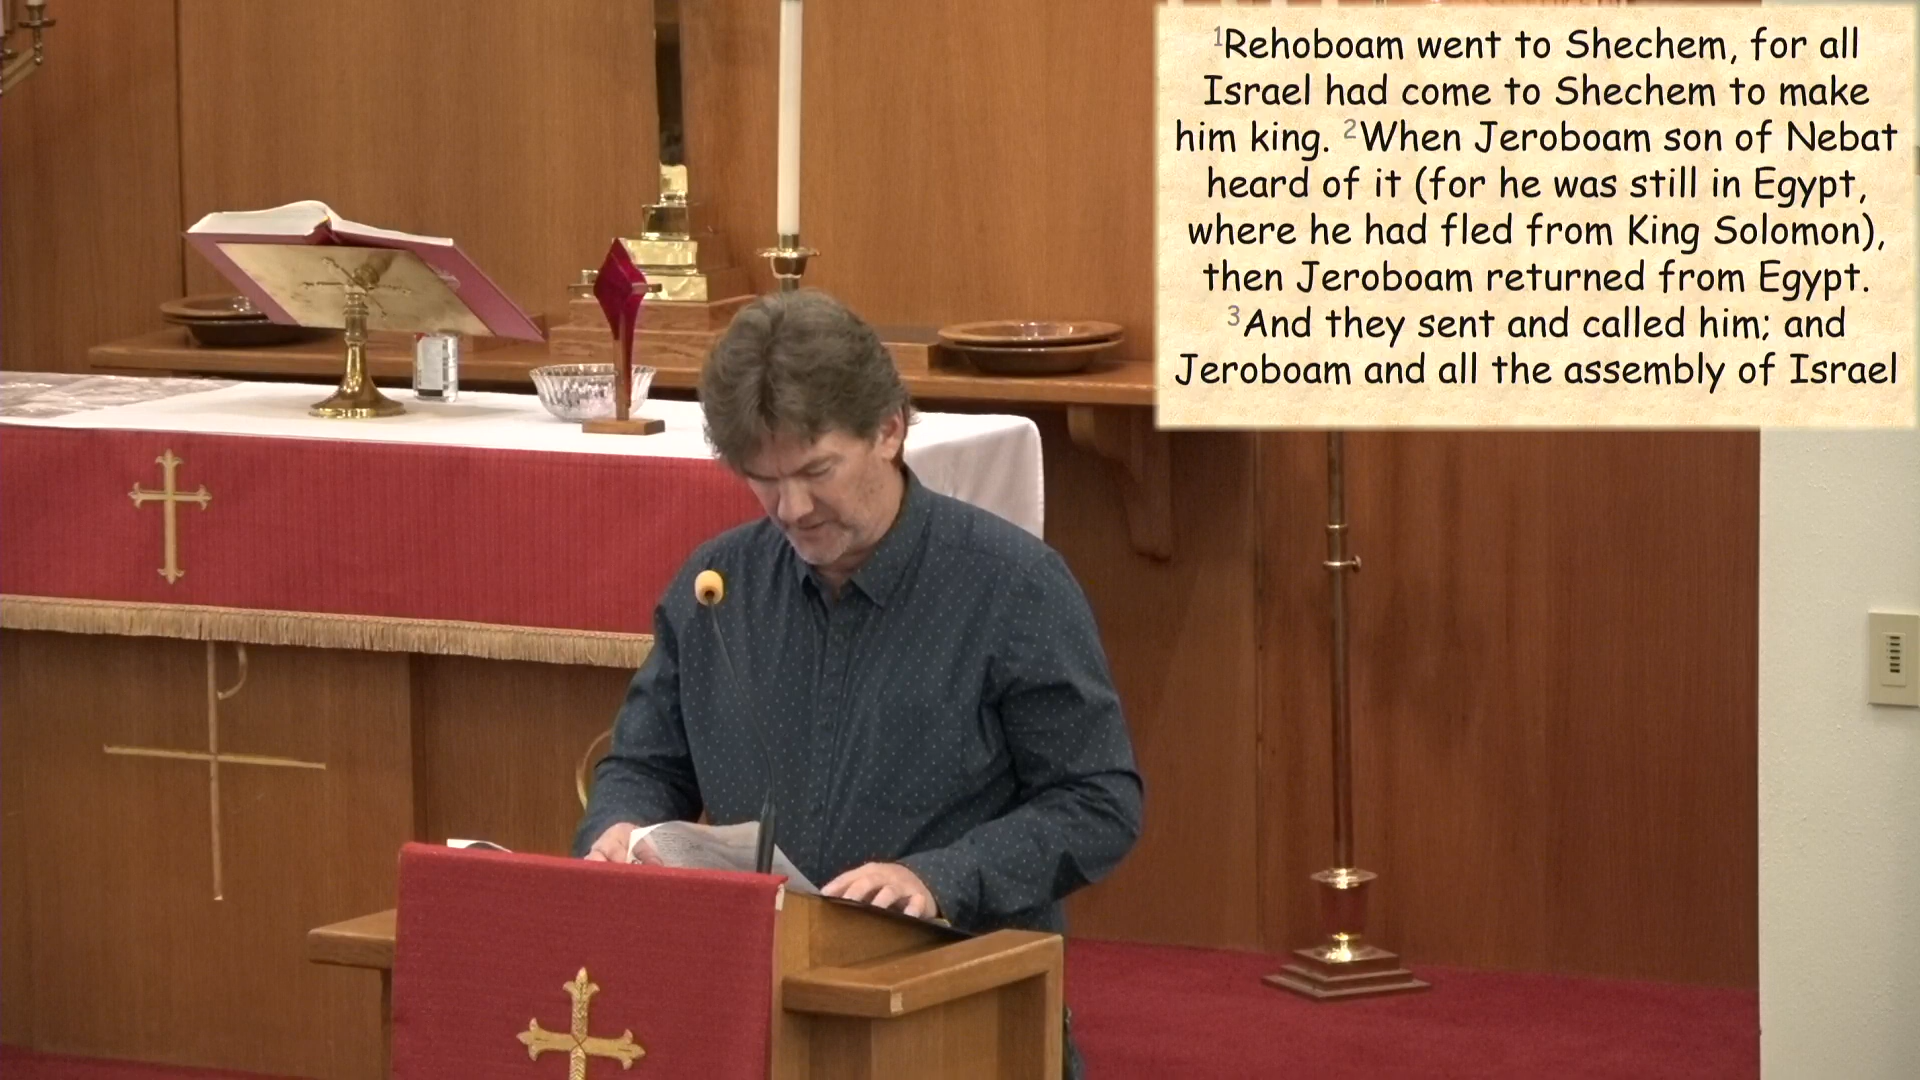 1Rehoboam went to Shechem, for all
Israel had come to Shechem to make
him king. 2When Jeroboam son of Nebat
heard of it (for he was still in Egypt,
where he had fled from King Solomon),
then Jeroboam returned from Egypt.
3And they sent and called him; and
Jeroboam and all the assembly of Israel